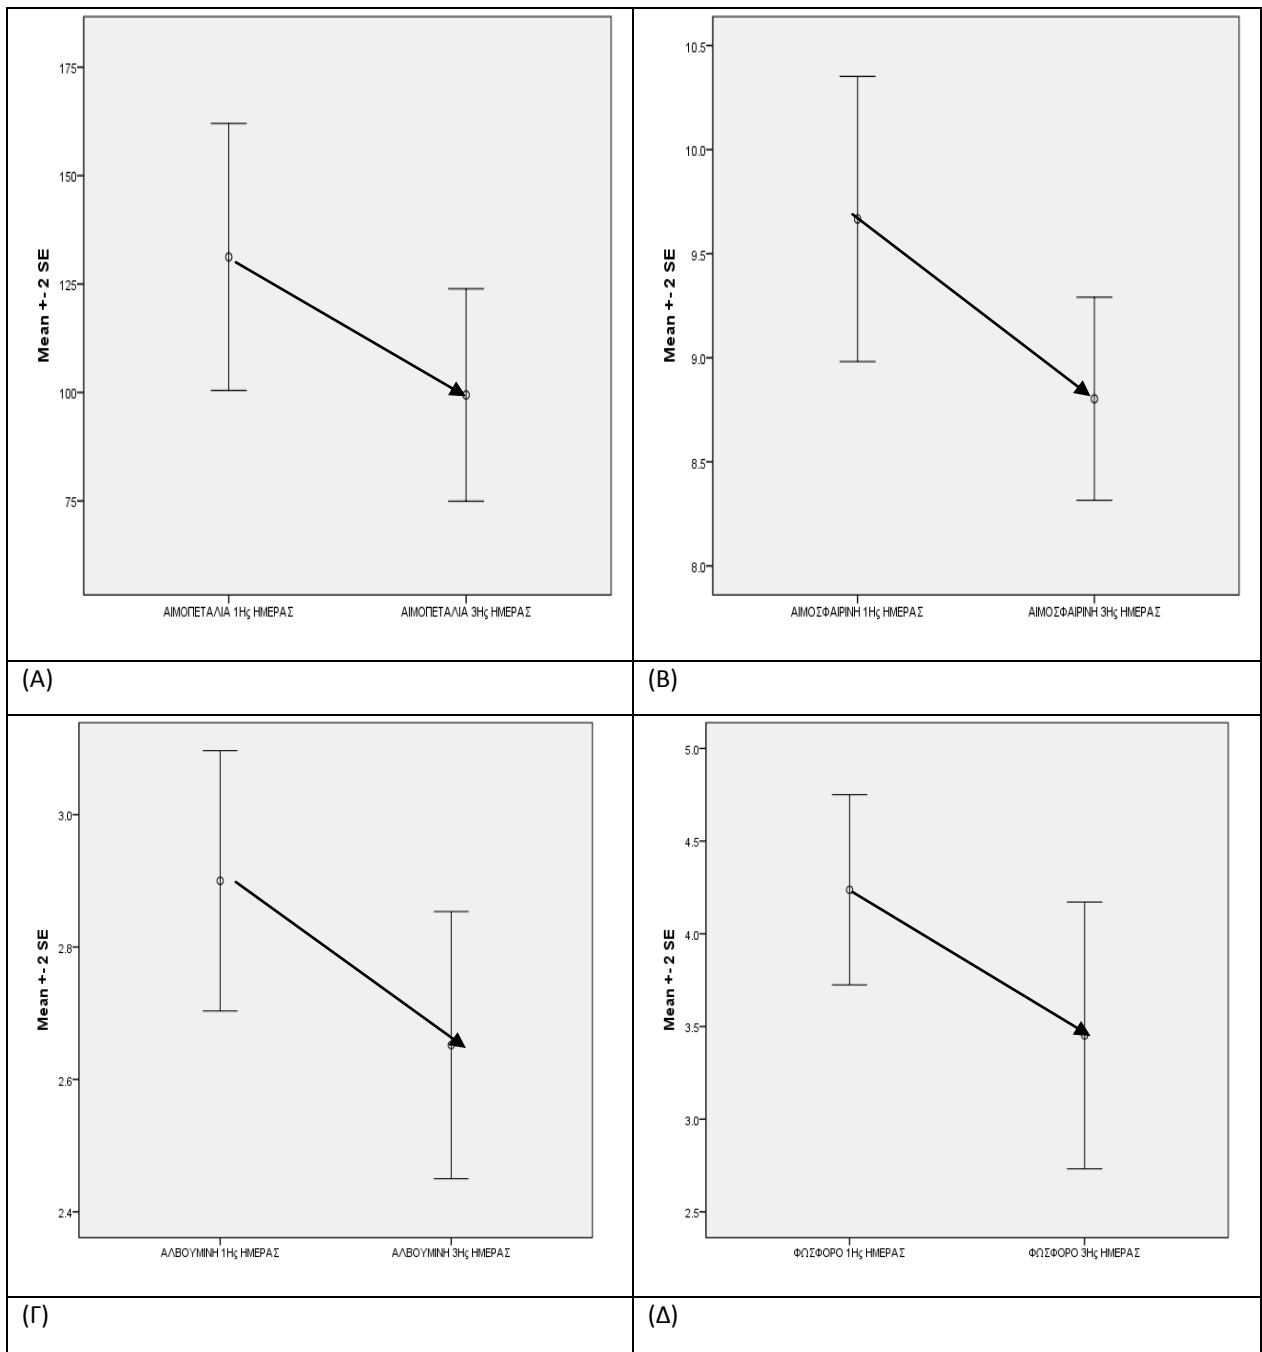 175
150
125
100
75
Mean +- 2 SE
ΑΙΜΟΠΕΤΑΛΙΑ 1Ης ΗΜΕΡΑΣ
ΑΙΜΟΠΕΤΑΛΙΑ 3Ης ΗΜΕΡΑΣ
10.5
10.0
9.5
9.0
8.5
8.0
Mean +- 2 SE
ΑΙΜΟΣΦΑΙΡΙΝΗ 1Ης ΗΜΕΡΑΣ
ΑΙΜΟΣΦΑΙΡΙΝΗ 3Ης ΗΜΕΡΑΣ
(Α)
(Β)
3.0
2.8
2.6
2.4
Mean +- 2 SE
ΑΛΒΟΥΜΙΝΗ 1Ης ΗΜΕΡΑΣ
ΑΛΒΟΥΜΙΝΗ 3Ης ΗΜΕΡΑΣ
5.0
4.5
4.0
3.5
3.0
2.5
Mean +- 2 SE
ΦΩΣΦΟΡΟ 1Ης ΗΜΕΡΑΣ
ΦΩΣΦΟΡΟ 3Ης ΗΜΕΡΑΣ
(Γ)
(Δ)